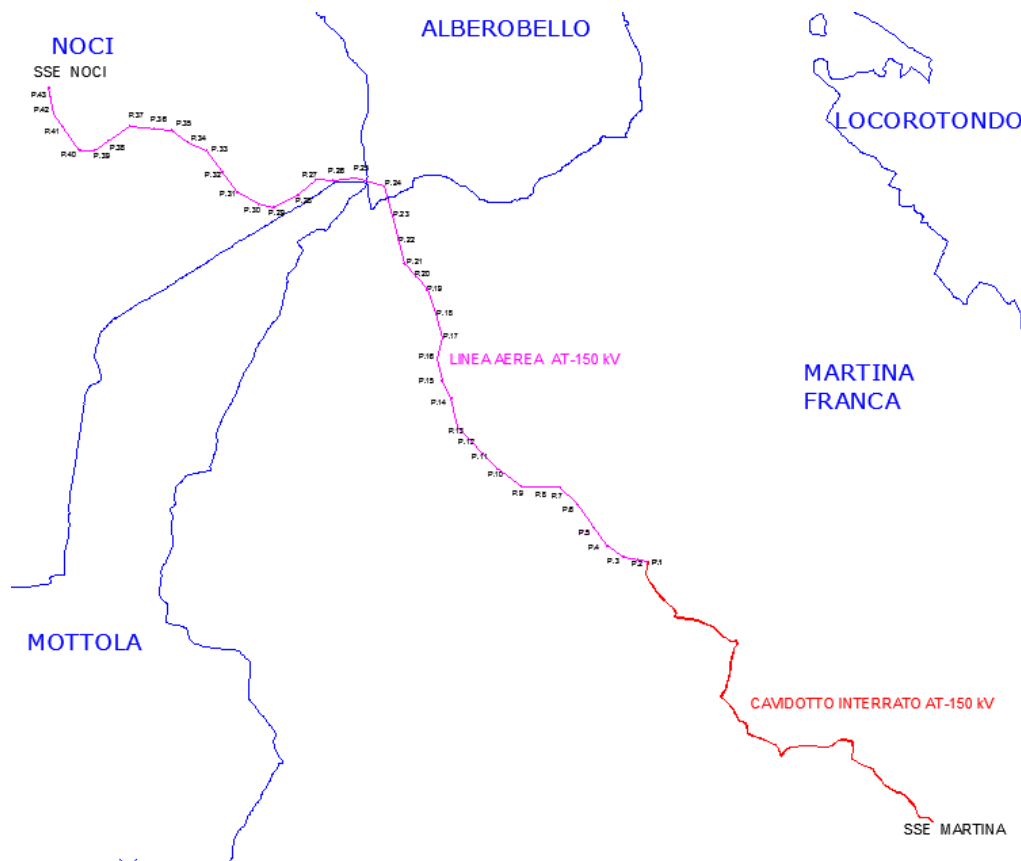 ALBEROBELLO
NOCI
SSE NOCI
P.43
P.42
P.41
P.40
P.39
P.38
P.37
P.36
P.35
P.34
P.33
P.32
P.31
P.30
P.29
P.28
P.27
P.26
P.25
P.24
P.23
P.22
P.21
P.20
P.19
P.18
P.17
P.16
P.15
P.14
P.13
P.12
P.11
P.10
P.9
P.8
P.7
P.6
P.5
P.4
P.3
P.2
P.1
LOCOROTONDO
LINEA AEREA AT-150 kV
MARTINA
FRANCA
MOTTOLA
CAVIDOTTO INTERRATO AT-150 kV
SSE MARTINA